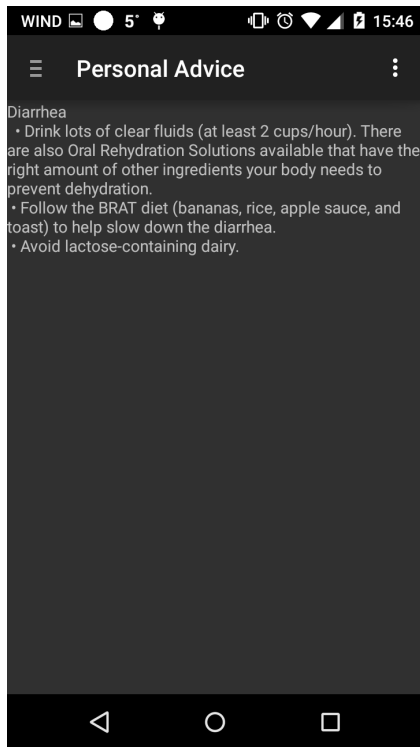 WIND 5° 15:46
Personal Advice
Diarrhea
• Drink lots of clear fluids (at least 2 cups/hour). There
are also Oral Rehydration Solutions available that have the
right amount of other ingredients your body needs to
prevent dehydration.
• Follow the BRAT diet (bananas, rice, apple sauce, and
toast) to help slow down the diarrhea.
• Avoid lactose-containing dairy.